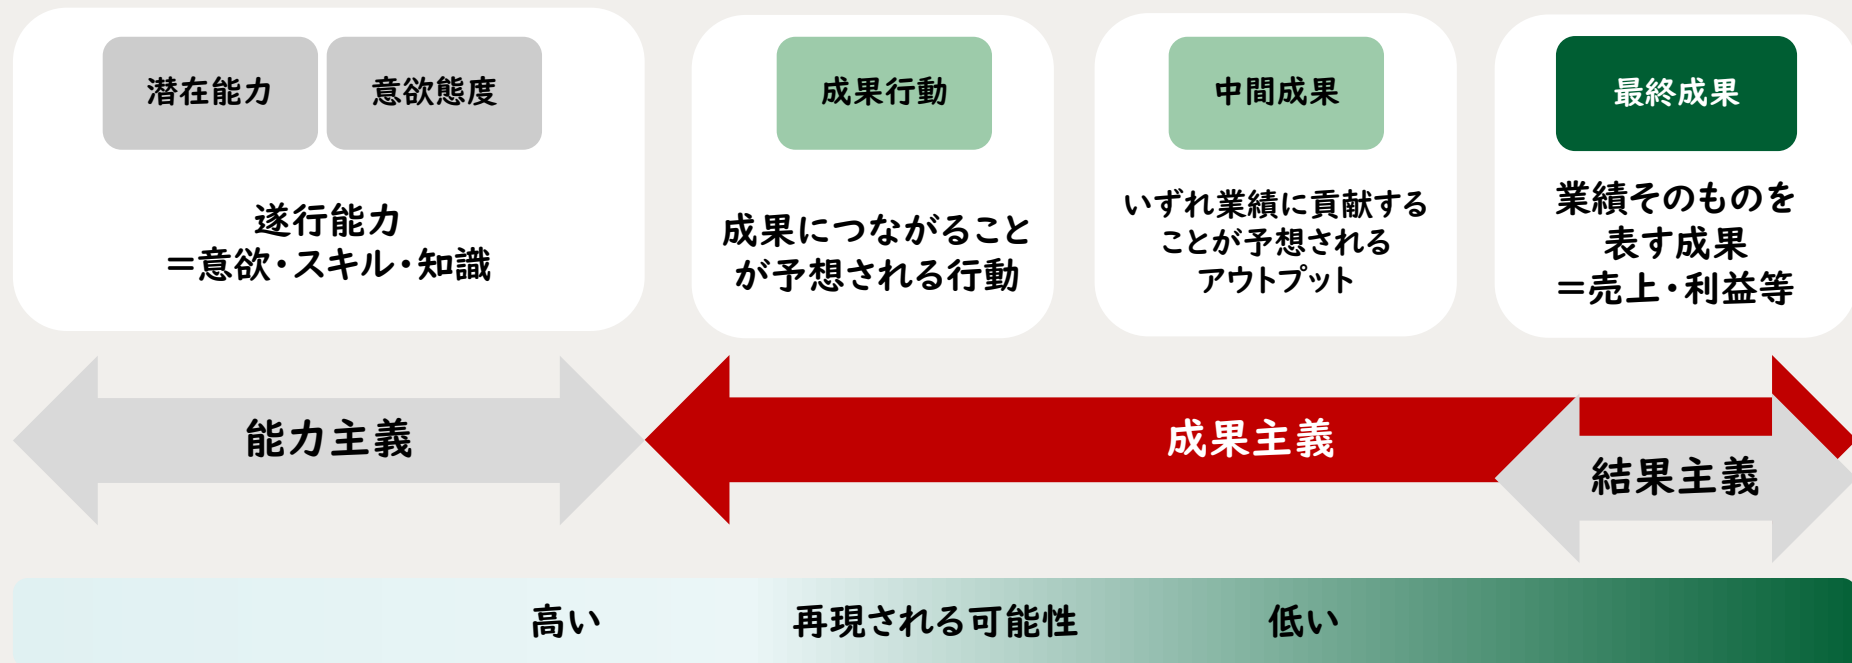 潜在能力
意欲態度
遂行能力
＝意欲・スキル・知識
成果行動
成果につながること
が予想される行動
中間成果
いずれ業績に貢献する
ことが予想される
アウトプット
最終成果
業績そのものを
表す成果
＝売上・利益等
能力主義
成果主義
結果主義
高い
再現される可能性
低い